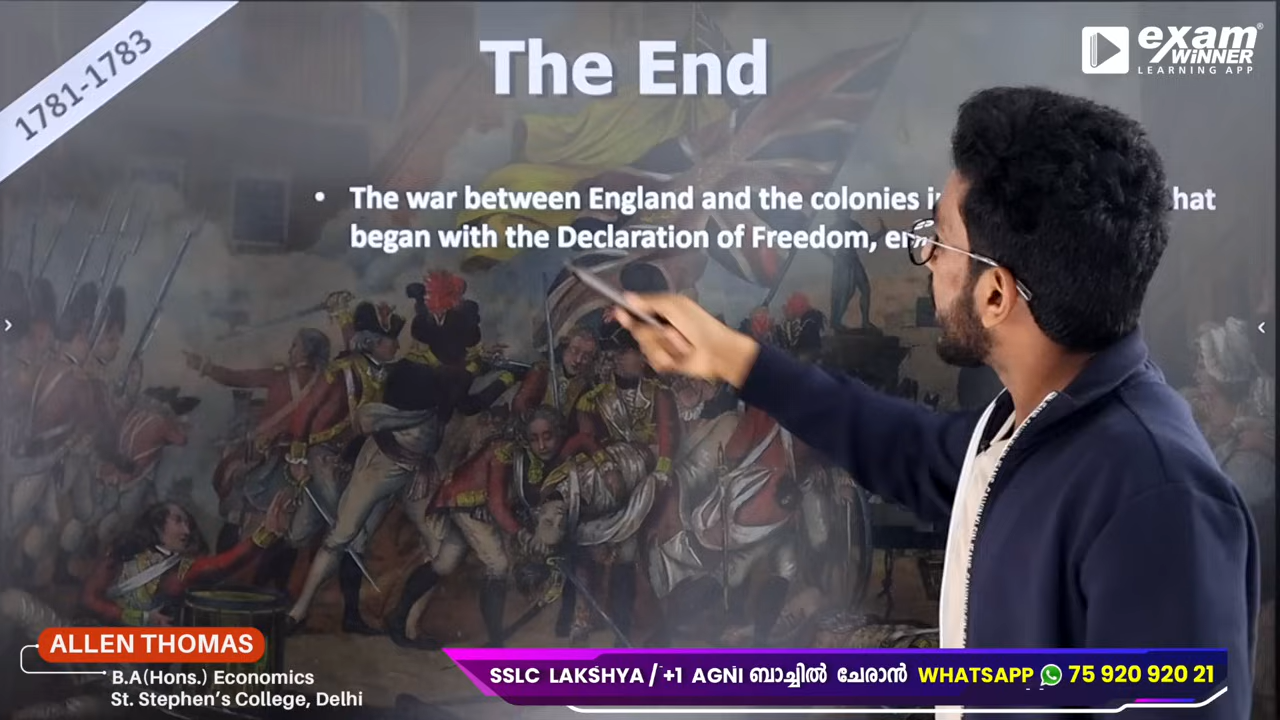 1781-1783
The End
exam
WiNNER
LEARNING APP
• The war between England and the colonies hat
began with the Declaration of Freedom,
ALLEN THOMAS
B.A(Hons.) Economics
St. Stephen's College, Delhi
SSLC LAKSHYA / +1 AGNI ബാച്ചിൽ ചേരാൻ WHATSAPP 75 920 920 21